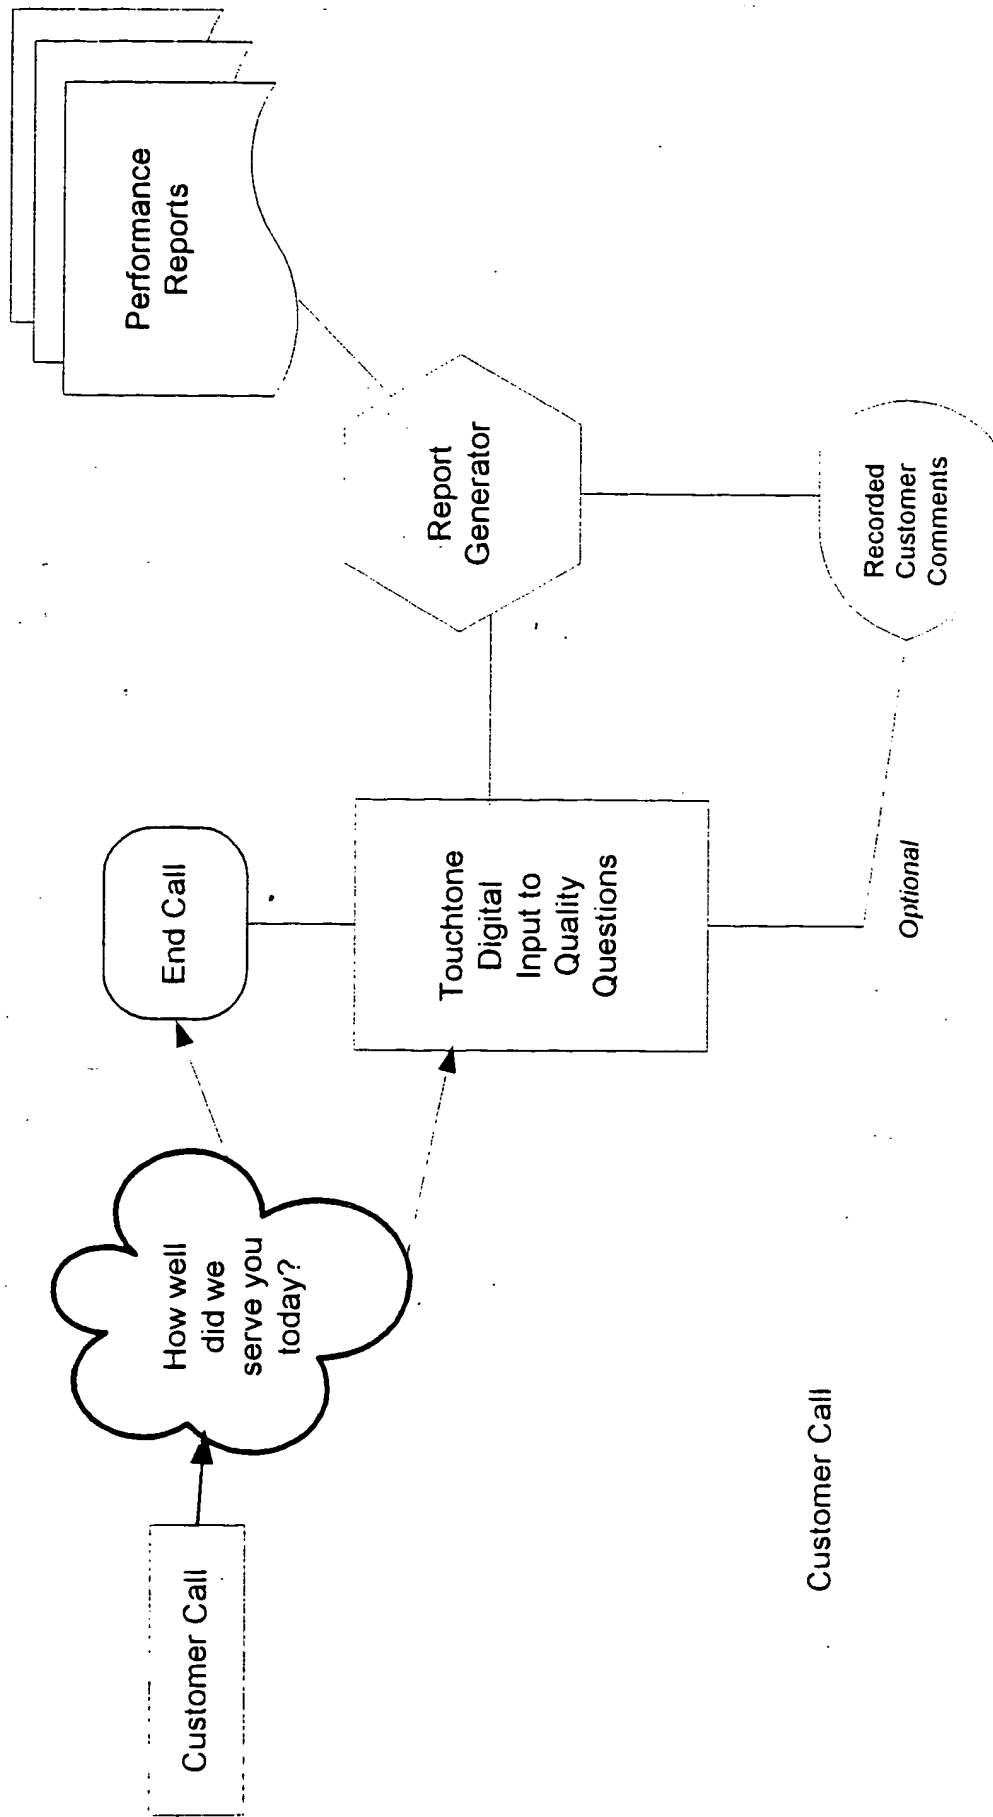 Customer Call
How well
did we
serve you
today?
End Call
Touchtone
Digital
Input to
Quality
Questions
Optional
Report
Generator
Recorded
Customer
Comments
Performance
Reports
Customer Call